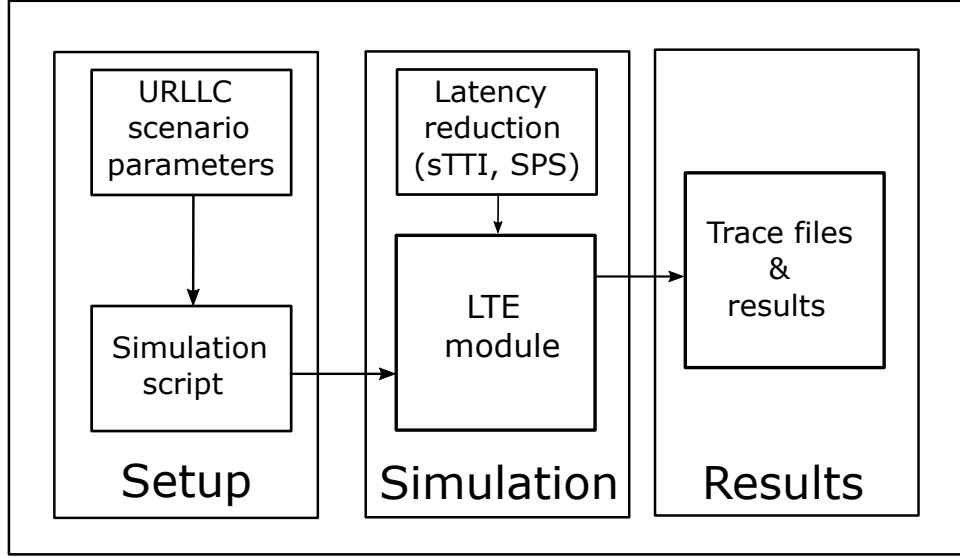 URLLC
scenario
parameters
Simulation
script
Setup
Latency
reduction
(sTTI, SPS)
LTE
module
Simulation
Trace files
&
results
Results